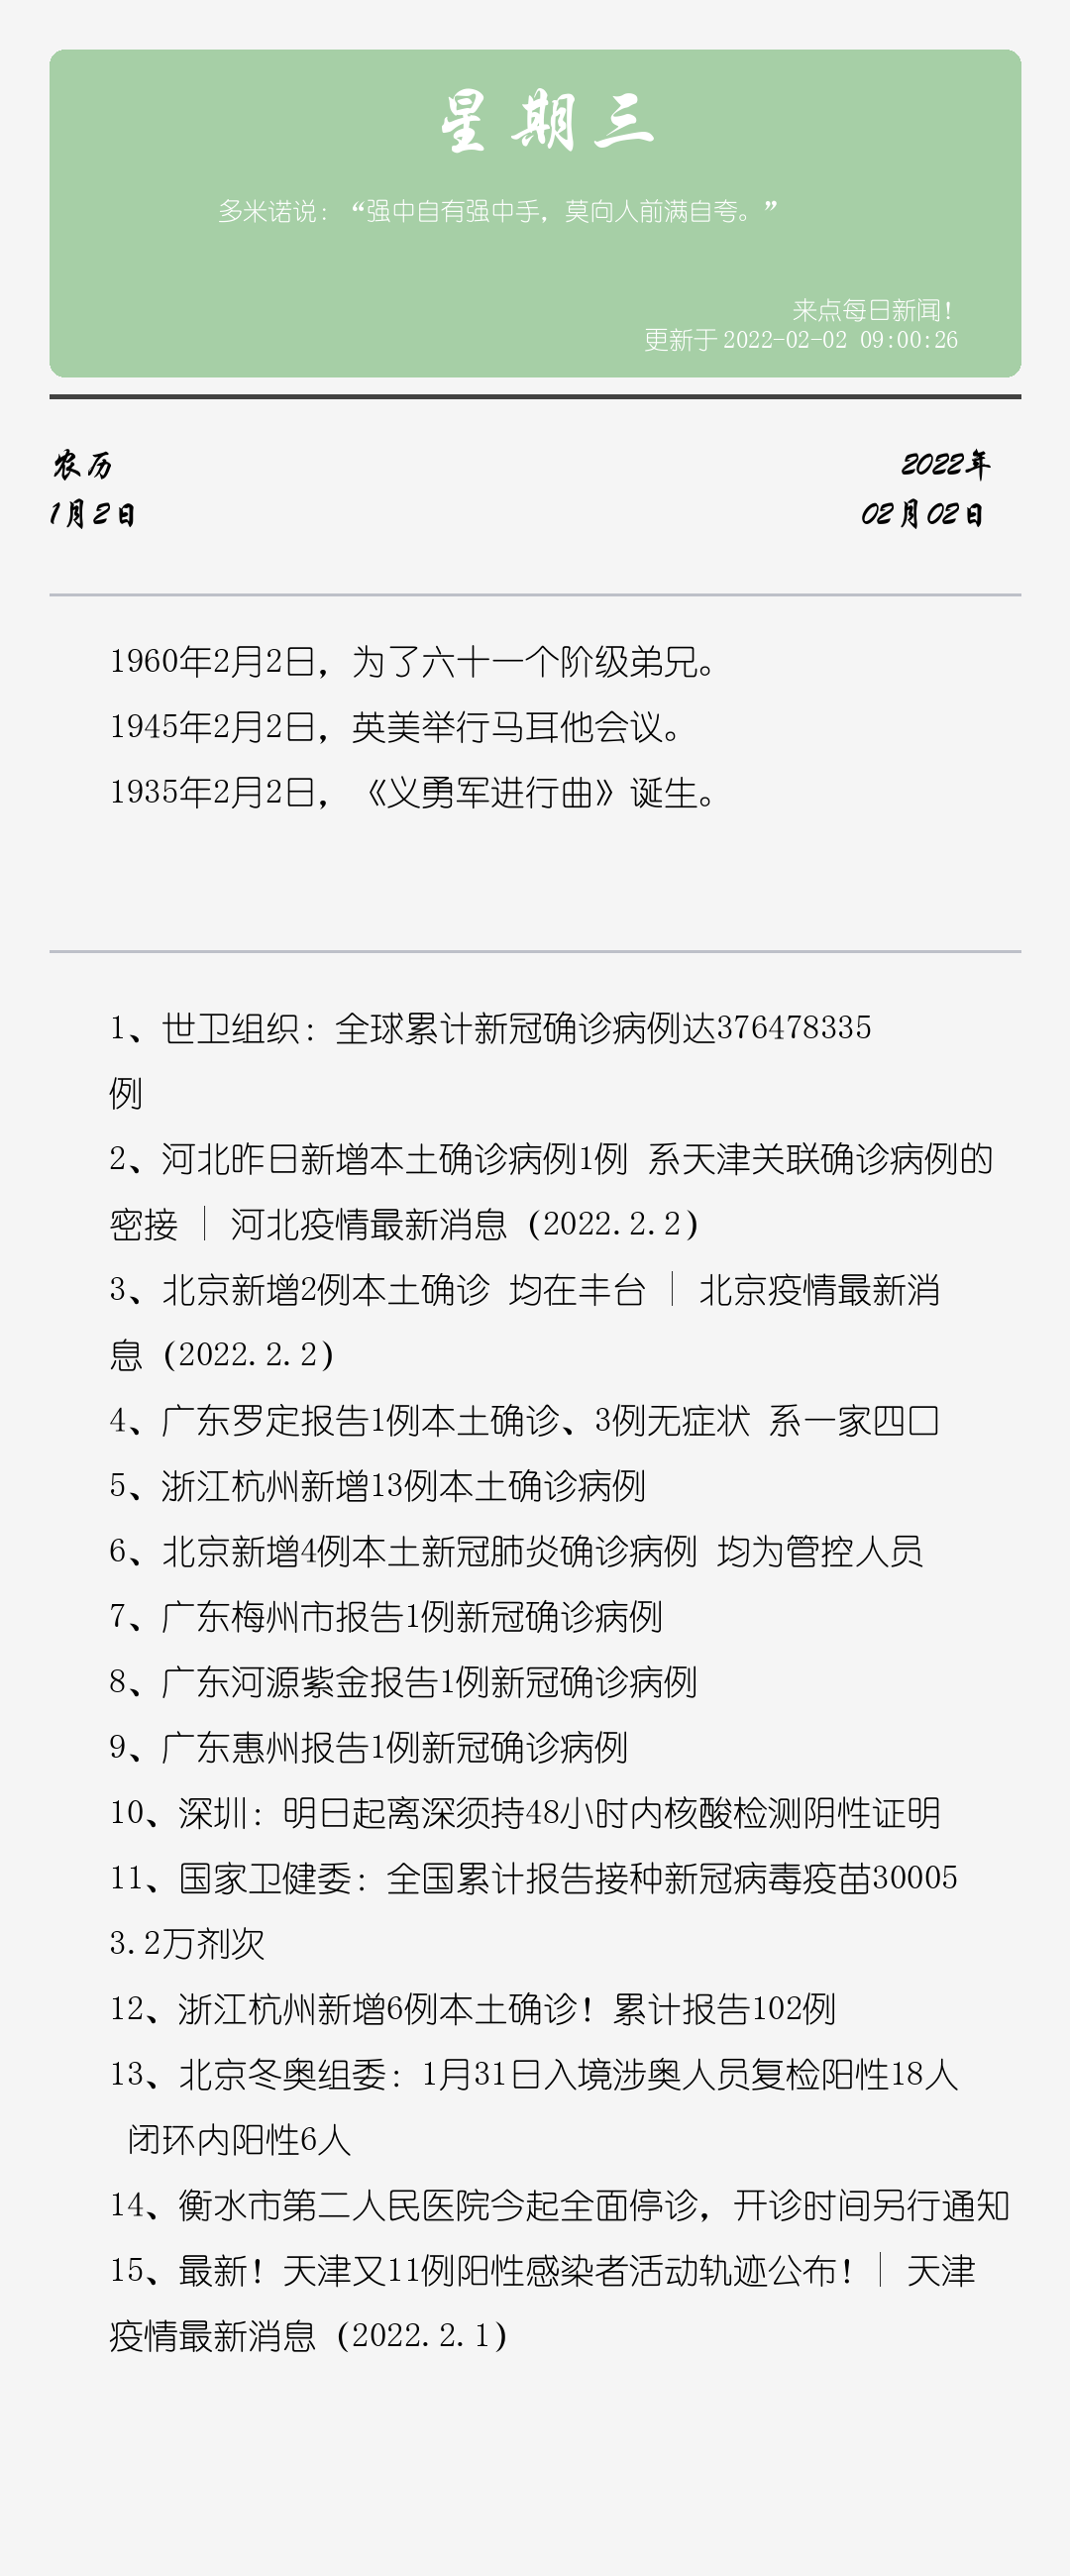 星期三
多米诺说：“强中自有强中手，莫向人前满自夸。”
来点每日新闻！
更新于 2022-02-02 09:00:26
农历
2022年
1月2日
02月02日
1960年2月2日，为了六十一个阶级弟兄。
1945年2月2日，英美举行马耳他会议。
1935年2月2日，《义勇军进行曲》诞生。
1、世卫组织：全球累计新冠确诊病例达376478335
例
2、河北昨日新增本土确诊病例1例 系天津关联确诊病例的
密接 | 河北疫情最新消息（2022.2.2）
3、北京新增2例本土确诊 均在丰台 | 北京疫情最新消
息（2022.2.2）
4、广东罗定报告1例本土确诊、3例无症状 系一家四口
5、浙江杭州新增13例本土确诊病例
6、北京新增4例本土新冠肺炎确诊病例 均为管控人员
7、广东梅州市报告1例新冠确诊病例
8、广东河源紫金报告1例新冠确诊病例
9、广东惠州报告1例新冠确诊病例
10、深圳：明日起离深须持48小时内核酸检测阴性证明
11、国家卫健委：全国累计报告接种新冠病毒疫苗30005
3.2万剂次
12、浙江杭州新增6例本土确诊！累计报告102例
13、北京冬奥组委：1月31日入境涉奥人员复检阳性18人
闭环内阳性6人
14、衡水市第二人民医院今起全面停诊，开诊时间另行通知
15、最新！天津又11例阳性感染者活动轨迹公布！| 天津
疫情最新消息（2022.2.1）